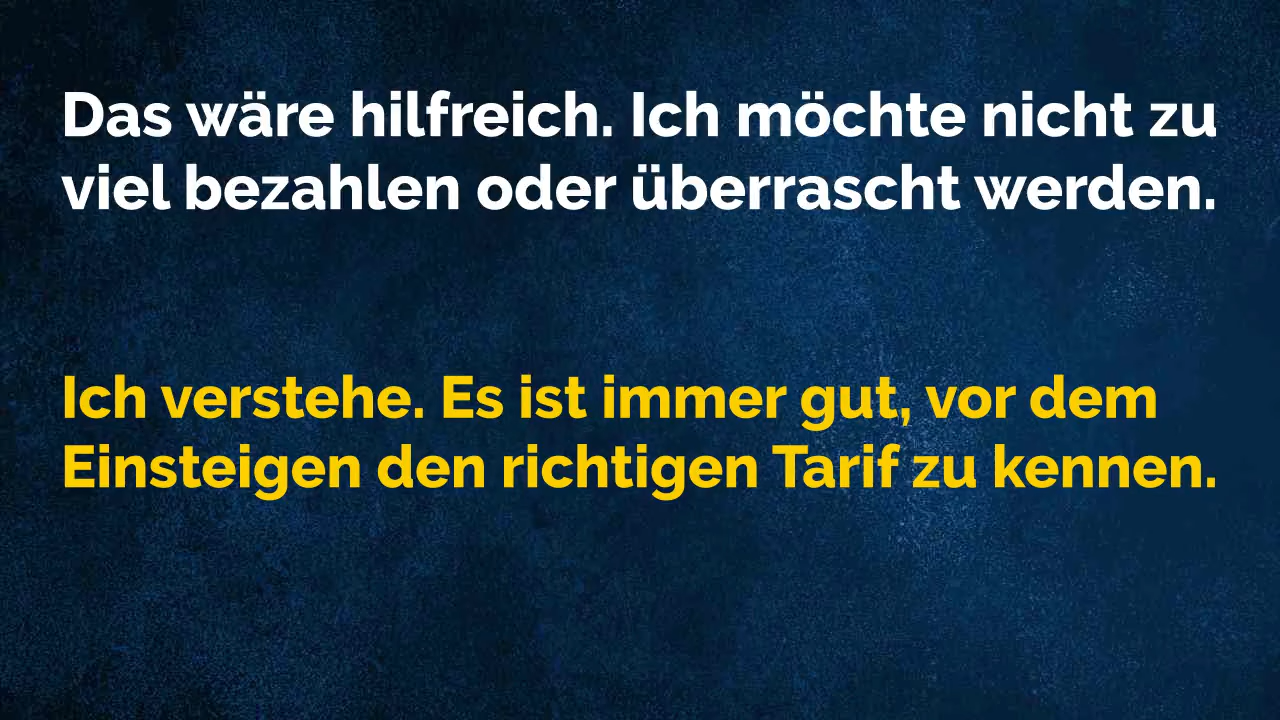 Das wäre hilfreich. Ich möchte nicht zu
viel bezahlen oder überrascht werden.
Ich verstehe. Es ist immer gut, vor dem
Einsteigen den richtigen Tarif zu kennen.